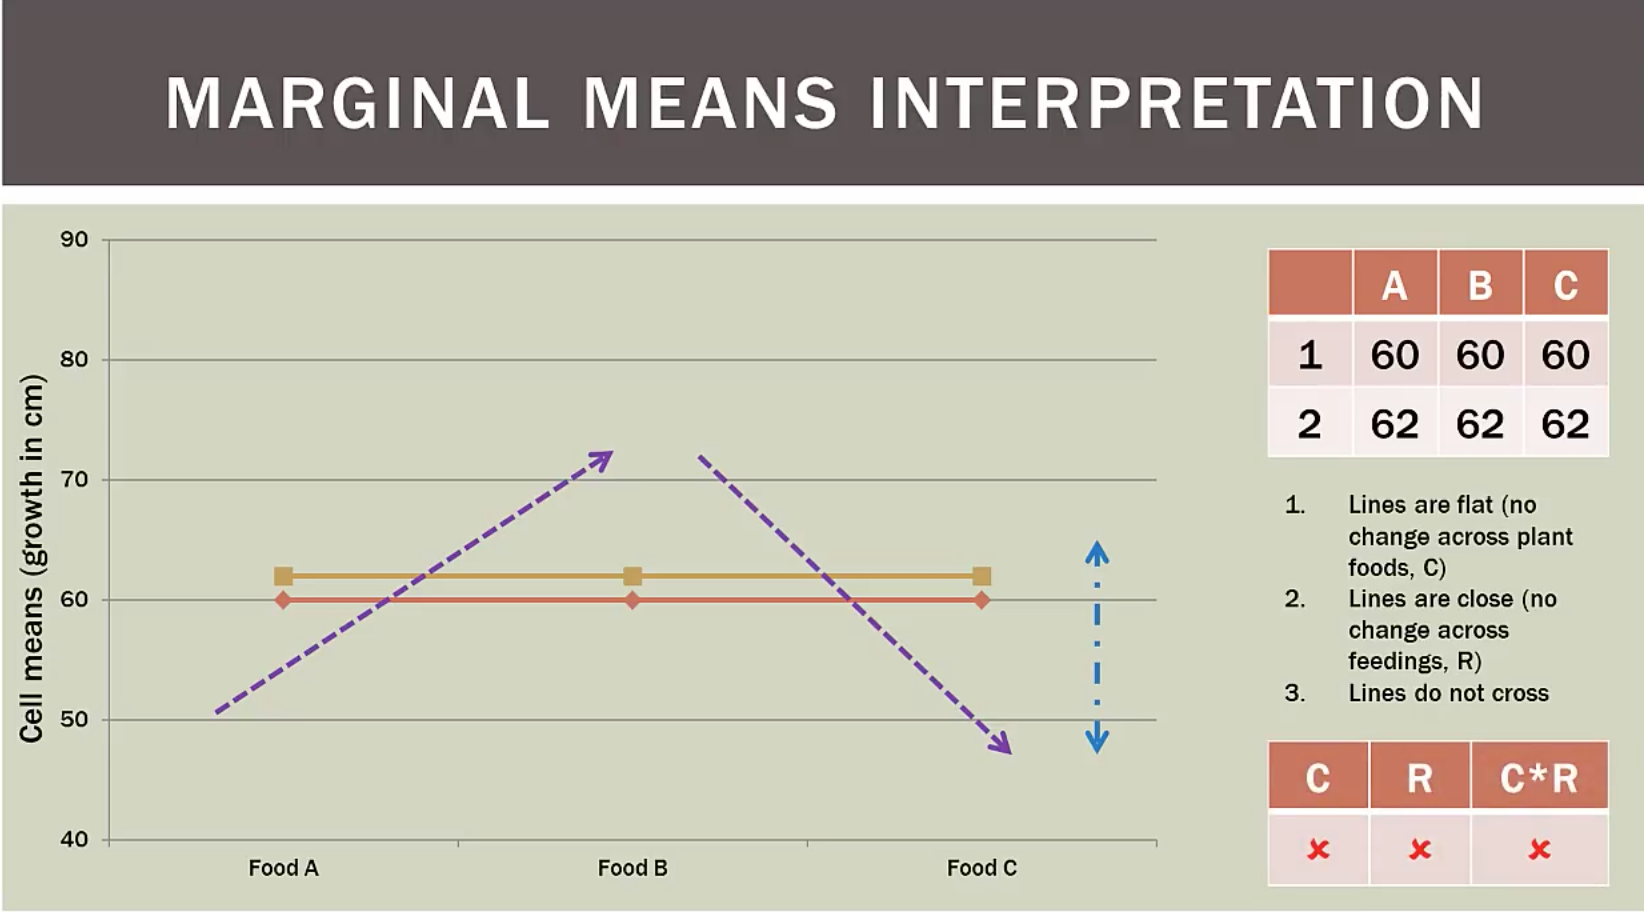 MARGINAL MEANS INTERPRETATION
Cell means (growth in cm)
90
80
70
60
50
40
Food A Food B Food C
A B C
1 60 60 60
2 62 62 62
1. Lines are flat (no
change across plant
foods, C)
2. Lines are close (no
change across
feedings, R)
3. Lines do not cross
C R C*R
✘ ✘ ✘